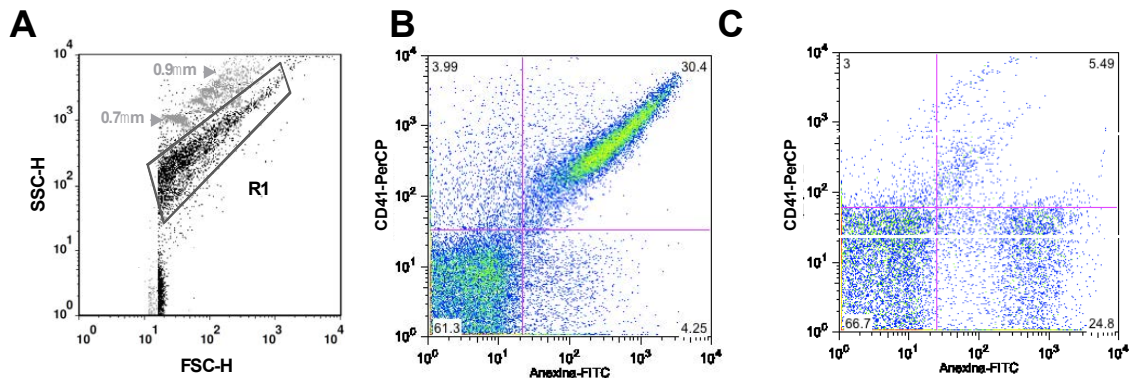 A
10⁴
10³
10²
10¹
10⁰
SSC-H
0.9mm
0.7mm
R1
10⁰ 10¹ 10² 10³ 10⁴
FSC-H
B
3.99 30.4
10⁴
10³
10²
10¹
10⁰
CD41-PerCP
61.3 4.25
10⁰ 10¹ 10² 10³ 10⁴
Anexina-FITC
C
3 5.49
10⁴
10³
10²
10¹
10⁰
CD41-PerCP
66.7 24.8
10⁰ 10¹ 10² 10³ 10⁴
Anexina-FITC